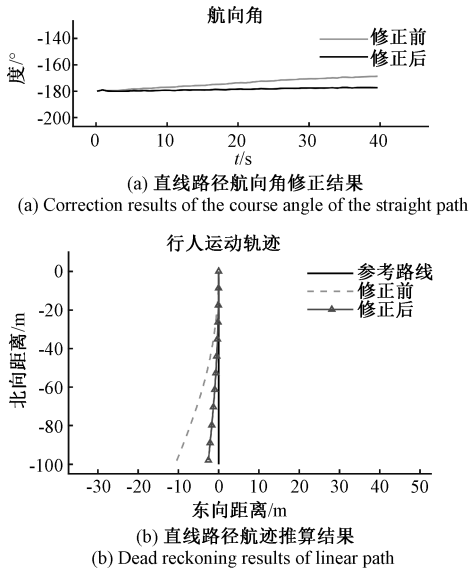 航向角
修正前
修正后
度/°
-140
-160
-180
-200
0 10 20 30 40
t/s
(a) 直线路径航向角修正结果
(a) Correction results of the course angle of the straight path
行人运动轨迹
参考路线
修正前
修正后
北向距离/m
0
-20
-40
-60
-80
-100
-30 -20 -10 0 10 20 30 40 50
东向距离/m
(b) 直线路径航迹推算结果
(b) Dead reckoning results of linear path